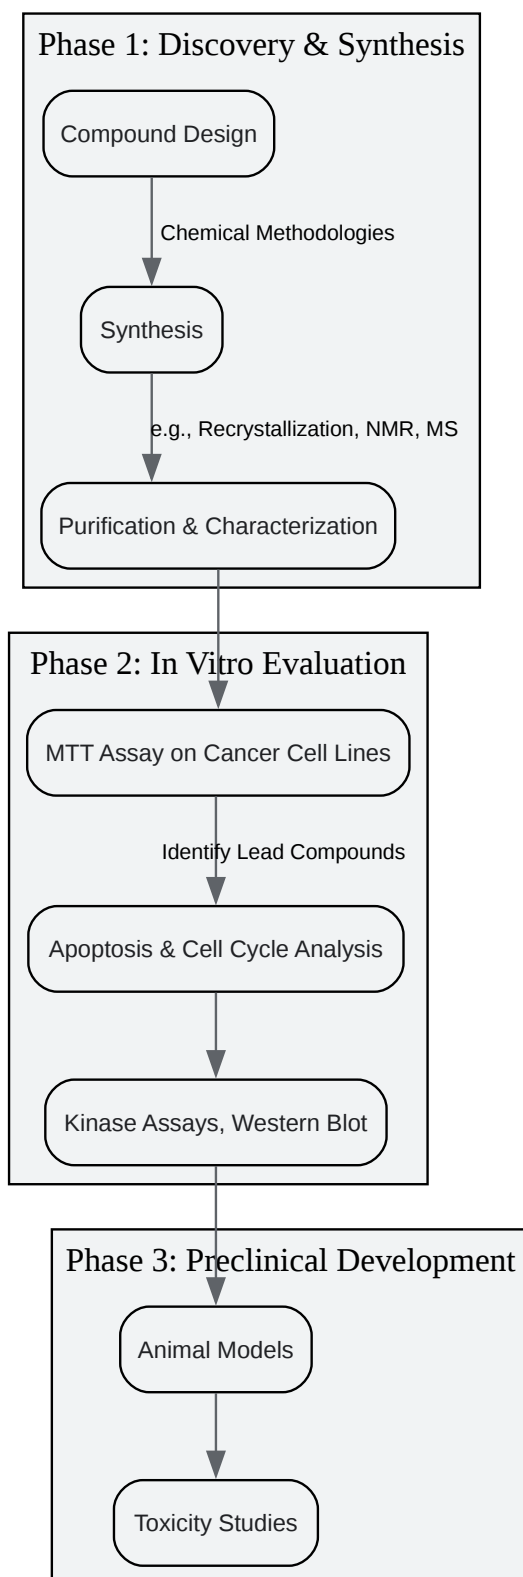 Phase 1: Discovery & Synthesis
Compound Design
Chemical Methodologies
Synthesis
e.g., Recrystallization, NMR, MS
Purification & Characterization
Phase 2: In Vitro Evaluation
MTT Assay on Cancer Cell Lines
Identify Lead Compounds
Apoptosis & Cell Cycle Analysis
Kinase Assays, Western Blot
Phase 3: Preclinical Development
Animal Models
Toxicity Studies